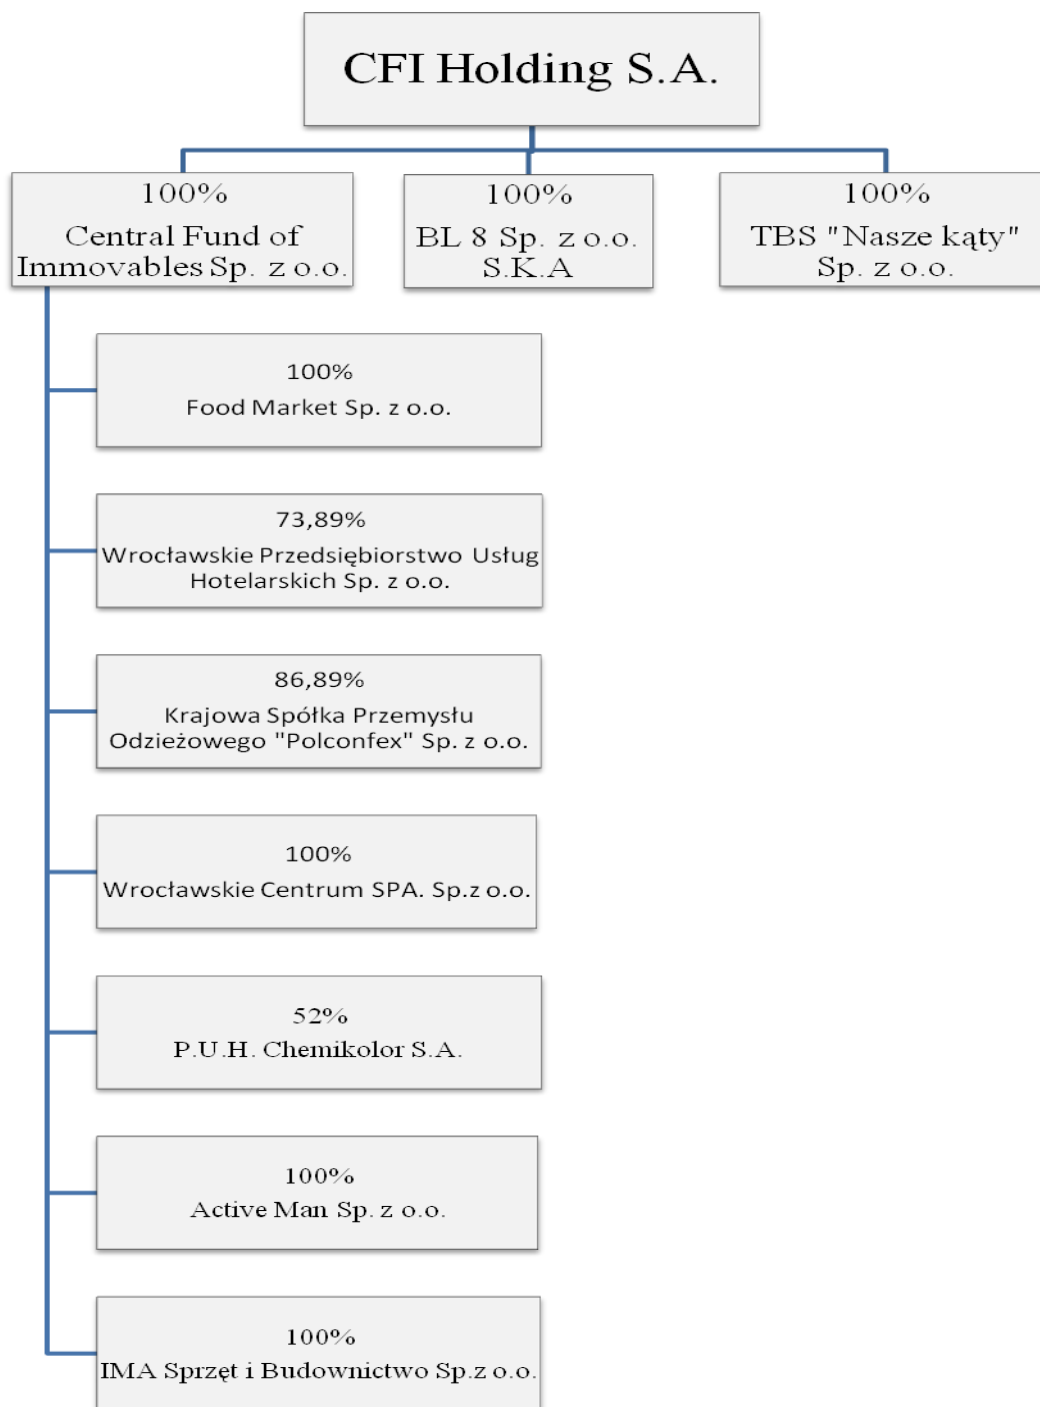 CFI Holding S.A.
100%
Central Fund of
Immovables Sp. z o.o.
100%
BL 8 Sp. z o.o.
S.K.A
100%
TBS "Nasze kąty"
Sp. z o.o.
100%
Food Market Sp. z o.o.
73,89%
Wrocławskie Przedsiębiorstwo Usług
Hotelarskich Sp. z o.o.
86,89%
Krajowa Spółka Przemysłu
Odzieżowego "Polconfex" Sp. z o.o.
100%
Wrocławskie Centrum SPA. Sp.z o.o.
52%
P.U.H. Chemikolor S.A.
100%
Active Man Sp. z o.o.
100%
IMA Sprzęt i Budownictwo Sp.z o.o.